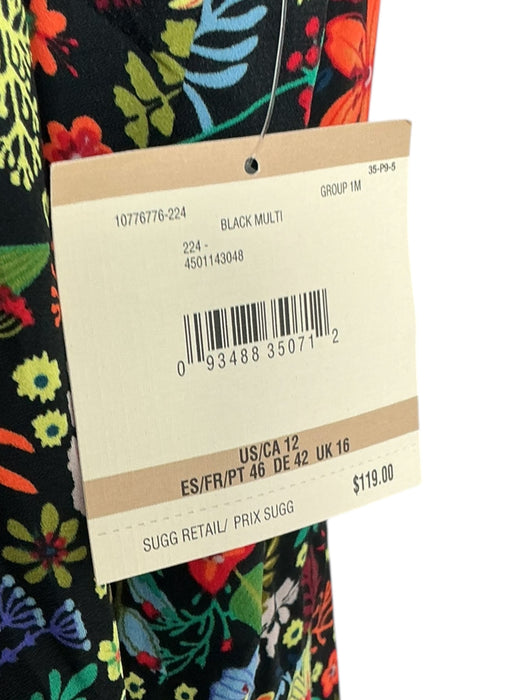 35-P9-5
GROUP 1M
10776776-224 BLACK MULTI
224 -
4501143048
0 93488 35071 2
US/CA 12
ES/FR/PT 46 DE 42 UK 16
$119.00
SUGG RETAIL/ PRIX SUGG